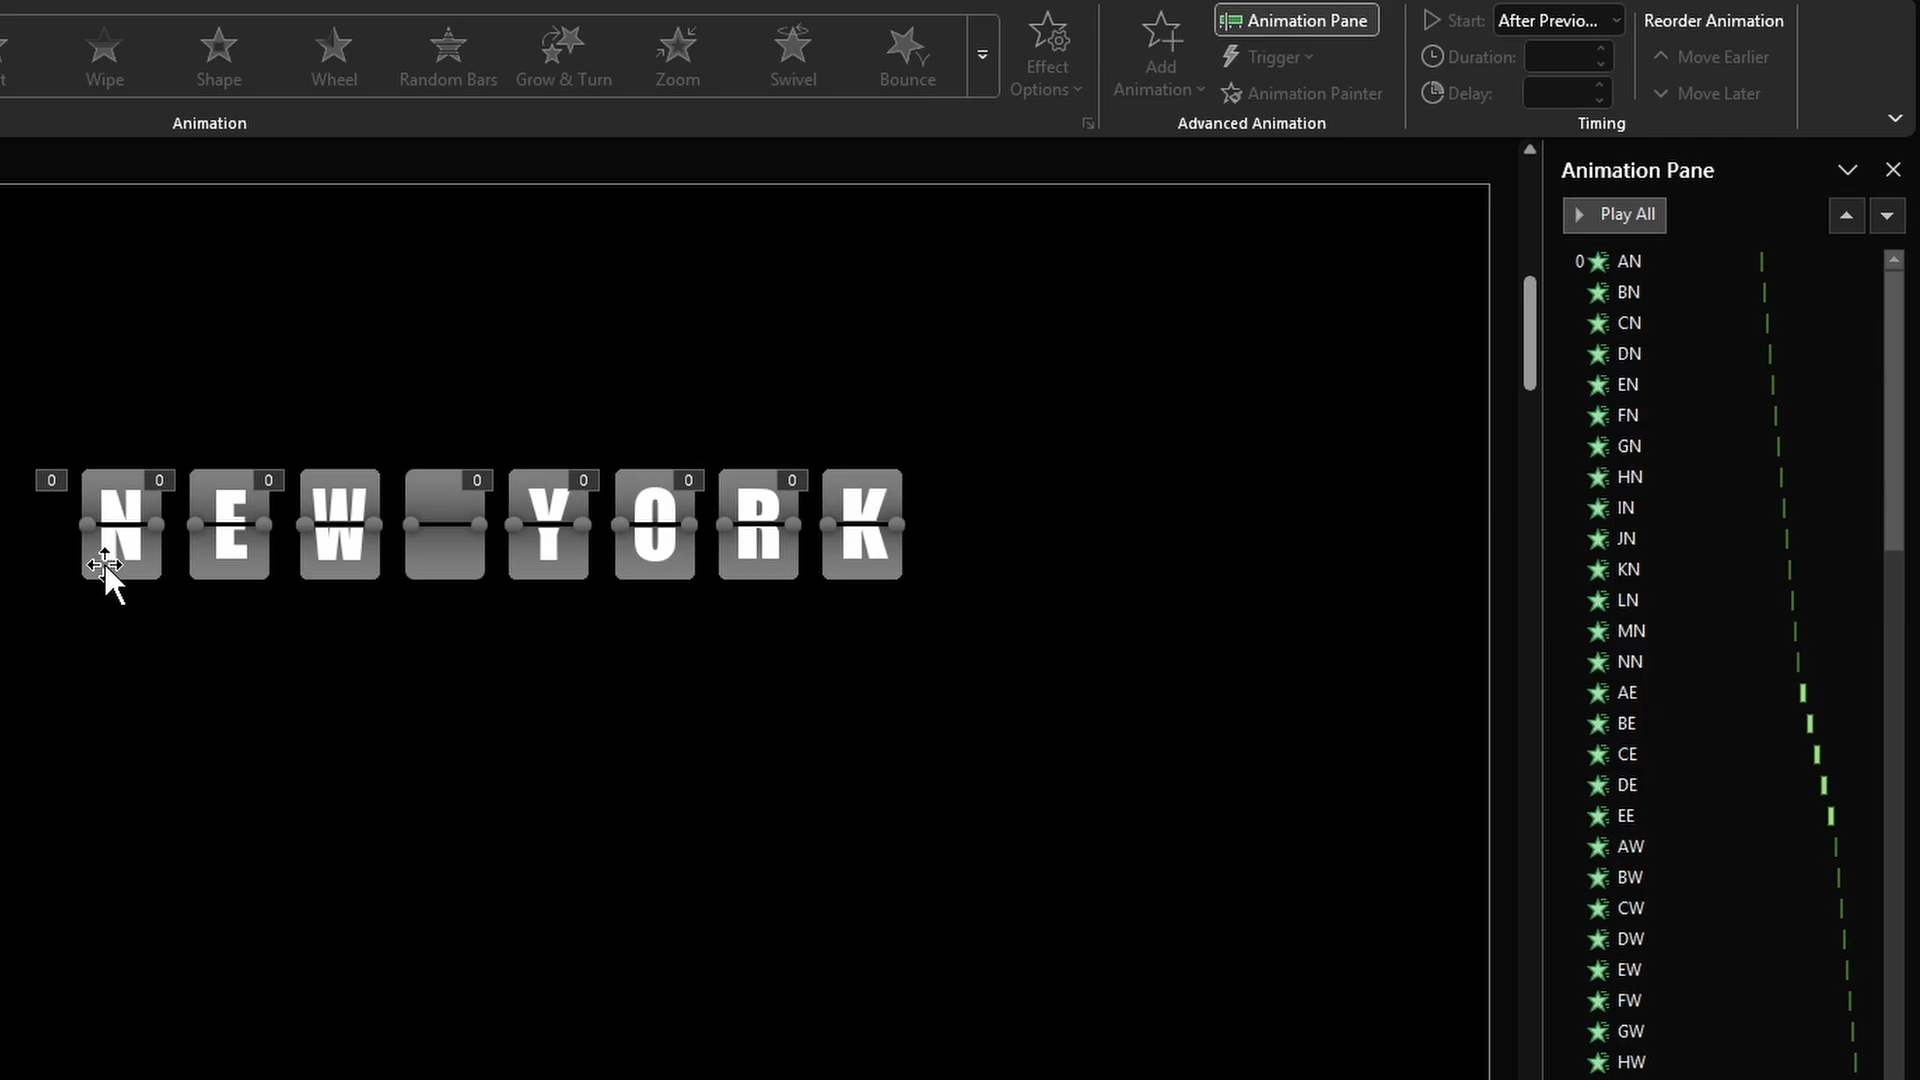 t Wipe Shape Wheel Random Bars Grow & Turn Zoom Swivel Bounce
Animation
Effect
Options
Add
Animation
Animation Pane
Trigger
Animation Painter
Advanced Animation
Start: After Previo...
Duration:
Delay:
Timing
Reorder Animation
Move Earlier
Move Later
Animation Pane
Play All
0 AN
BN
CN
DN
EN
FN
GN
HN
IN
JN
KN
LN
MN
NN
AE
BE
CE
DE
EE
AW
BW
CW
DW
EW
FW
GW
HW
0 0 0 0 0 0 0
NEW YORK